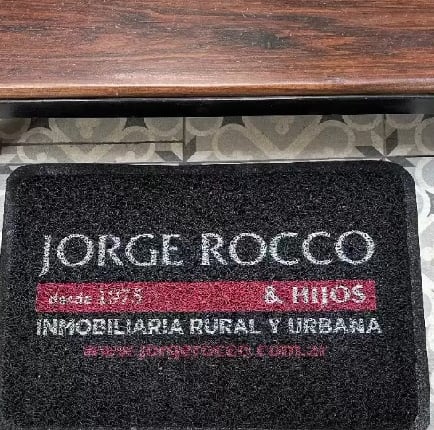 JORGE ROCCO
desde 1975 & HIJOS
INMOBILIARIA RURAL Y URBANA
www.jorgerocco.com.ar